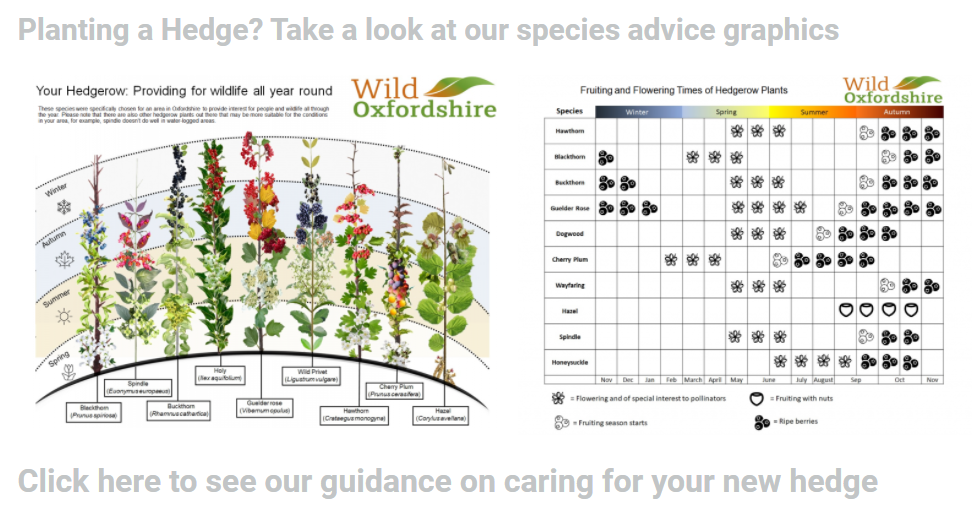 Planting a Hedge? Take a look at our species advice graphics
Your Hedgerow: Providing for wildlife all year round
These species were specifically chosen for an area in Oxfordshire to provide interest for people and wildlife all through
the year. Please note that there are also other hedgerow plants out there that may be more suitable for the conditions
in your area, for example, spindle doesn't do well in water-logged areas.
Wild
Oxfordshire
Winter
Autumn
Summer
Spring
Blackthorn
(Prunus spinosa)
Spindle
(Euonymus europaeus)
Buckthorn
(Rhamnus cathartica)
Holy
(Ilex aquifolium)
Guelder rose
(Vibernum opulus)
Wild Privet
(Ligustrum vulgare)
Hawthorn
(Crataegus monogyna)
Cherry Plum
(Prunus cerasifera)
Hazel
(Corylus avellana)
Fruiting and Flowering Times of Hedgerow Plants
Wild
Oxfordshire
Species Winter Spring Summer Autumn
Hawthorn
Blackthorn
Buckthorn
Guelder Rose
Dogwood
Cherry Plum
Wayfaring
Hazel
Spindle
Honeysuckle
Nov Dec Jan Feb March April May June July August Sep Oct Nov
= Flowering and of special interest to pollinators
= Fruiting with nuts
= Fruiting season starts
= Ripe berries
Click here to see our guidance on caring for your new hedge